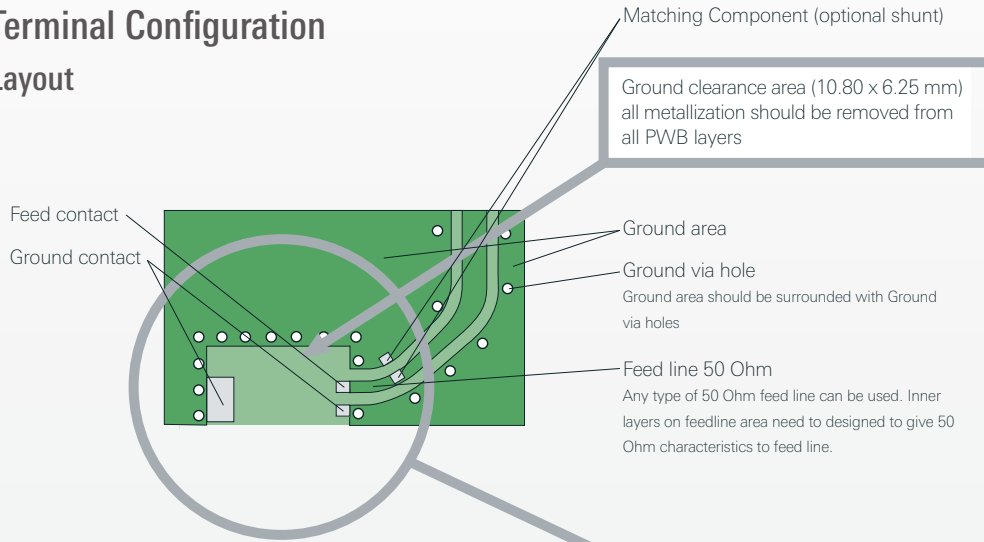 Terminal Configuration
Layout
Matching Component (optional shunt)
Ground clearance area (10.80 x 6.25 mm)
all metallization should be removed from
all PWB layers
Feed contact
Ground contact
Ground area
Ground via hole
Ground area should be surrounded with Ground
via holes
Feed line 50 Ohm
Any type of 50 Ohm feed line can be used. Inner
layers on feedline area need to designed to give 50
Ohm characteristics to feed line.